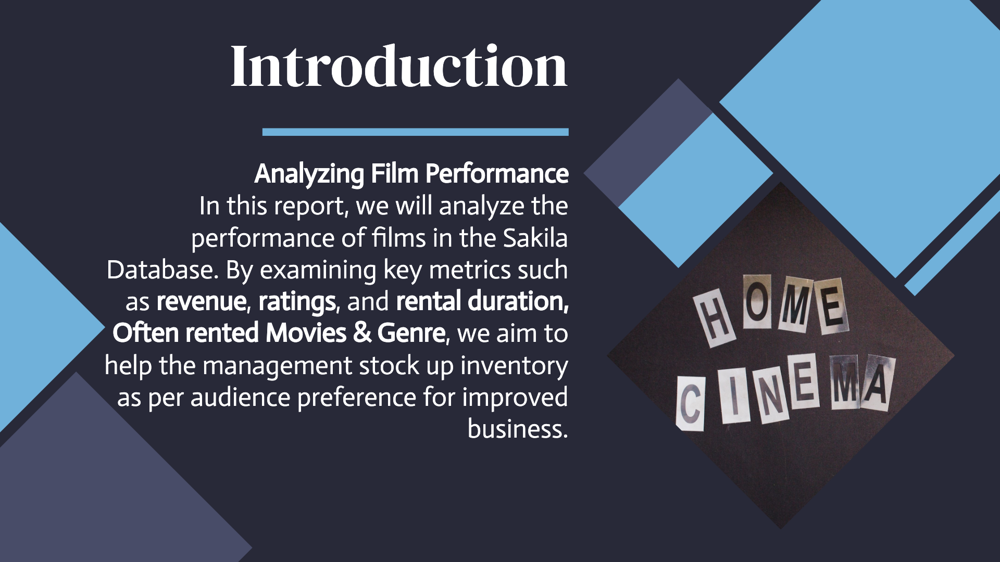 Introduction
Analyzing Film Performance
In this report, we will analyze the
performance of films in the Sakila
Database. By examining key metrics such
as revenue, ratings, and rental duration,
Often rented Movies & Genre, we aim to
help the management stock up inventory
as per audience preference for improved
business.
HOME
CINEMA